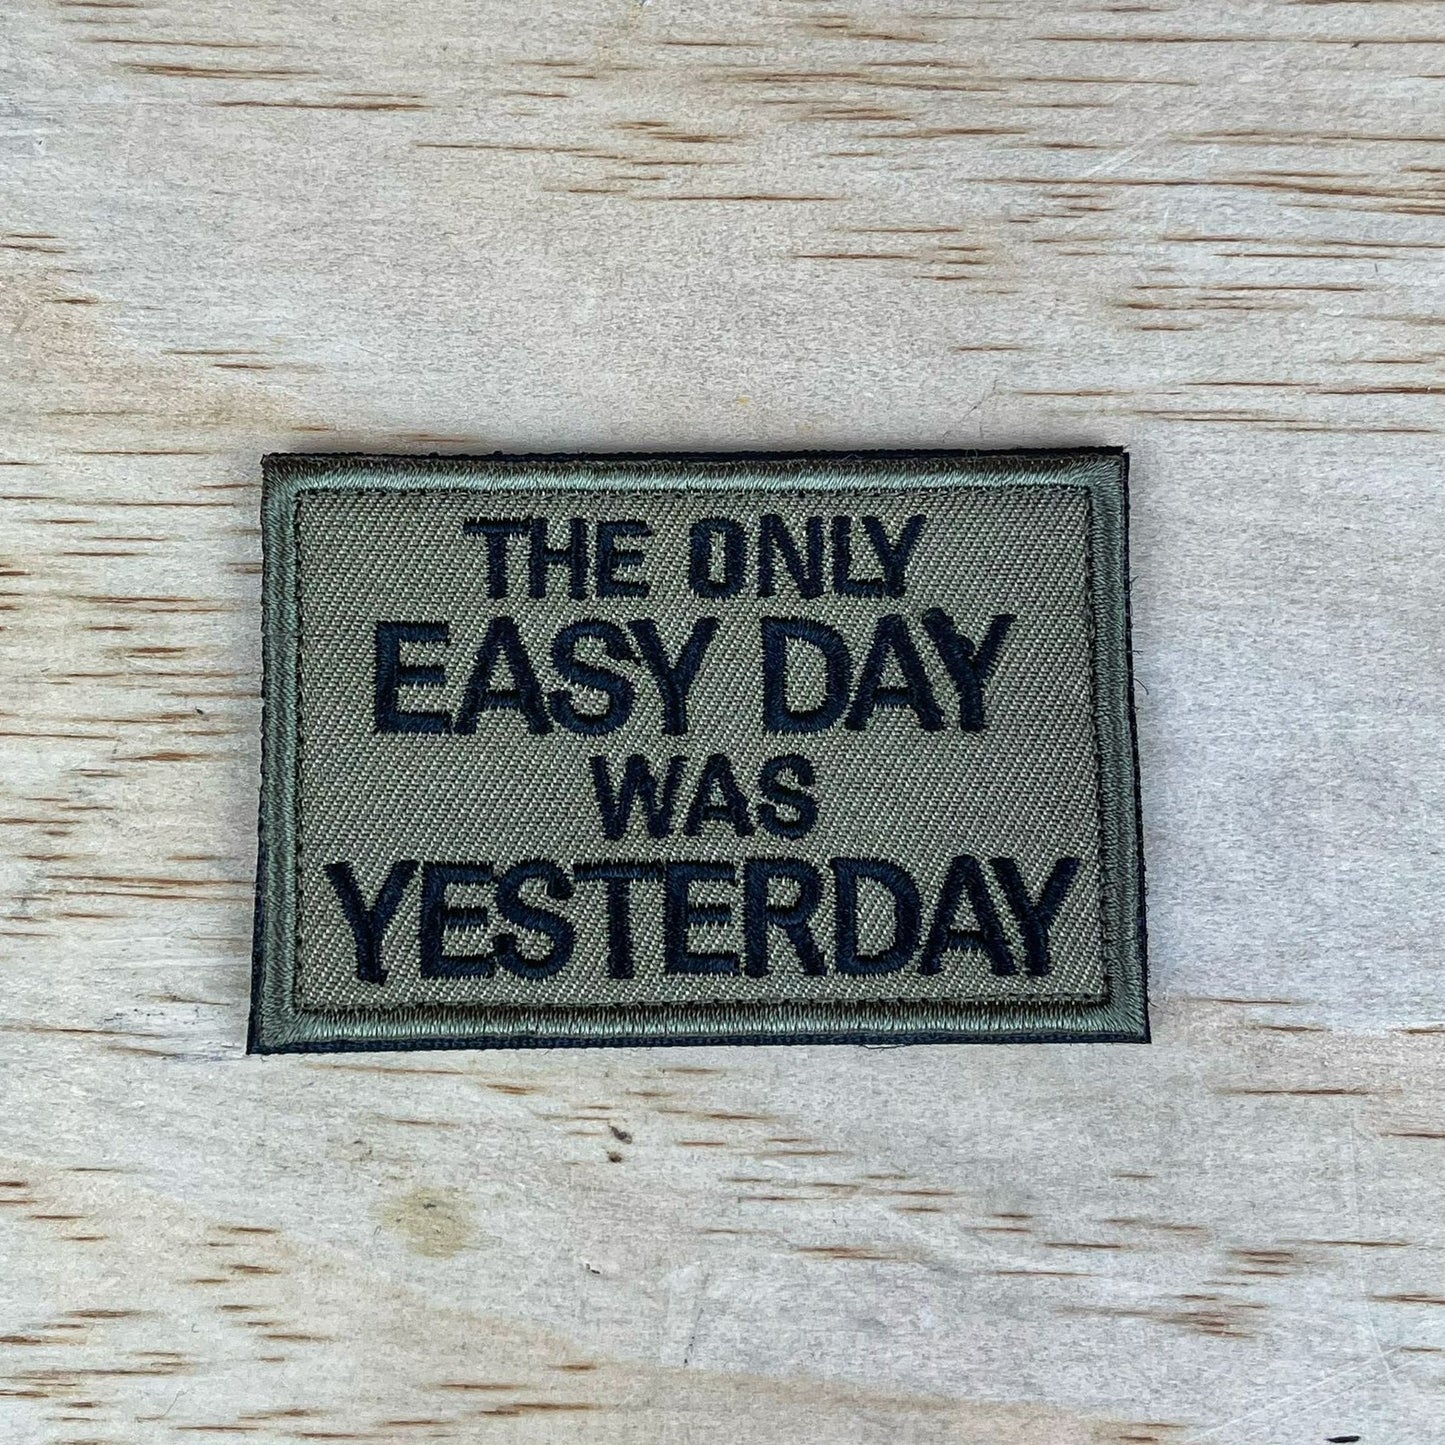 THE ONLY
EASY DAY
WAS
YESTERDAY